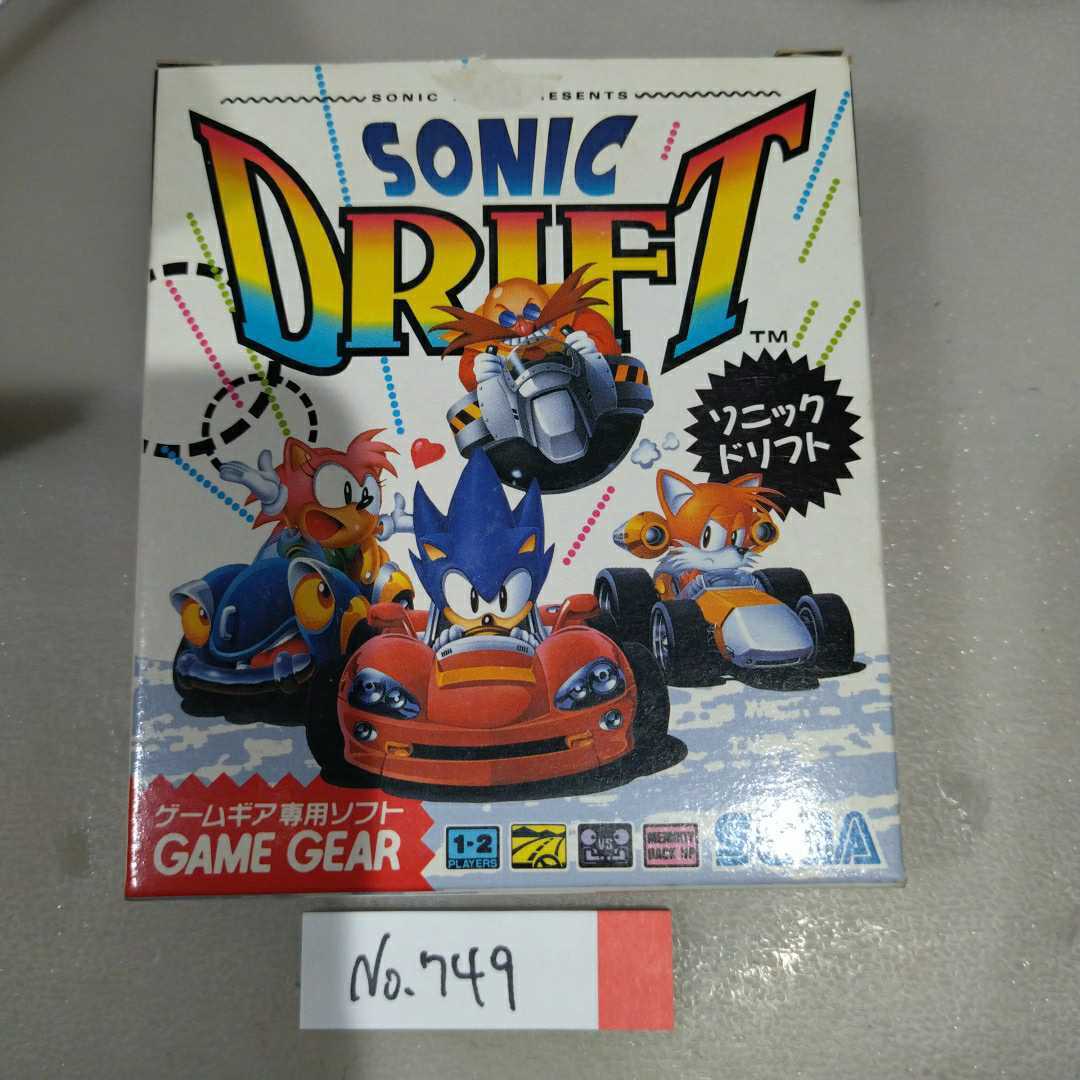 SONIC
SONIC
DRIFT
TM
ソニック
ドリフト
ゲームギア専用ソフト
GAME GEAR
1-2
PLAYERS
VS
MEMORY
BACK UP
SEGA
No.749